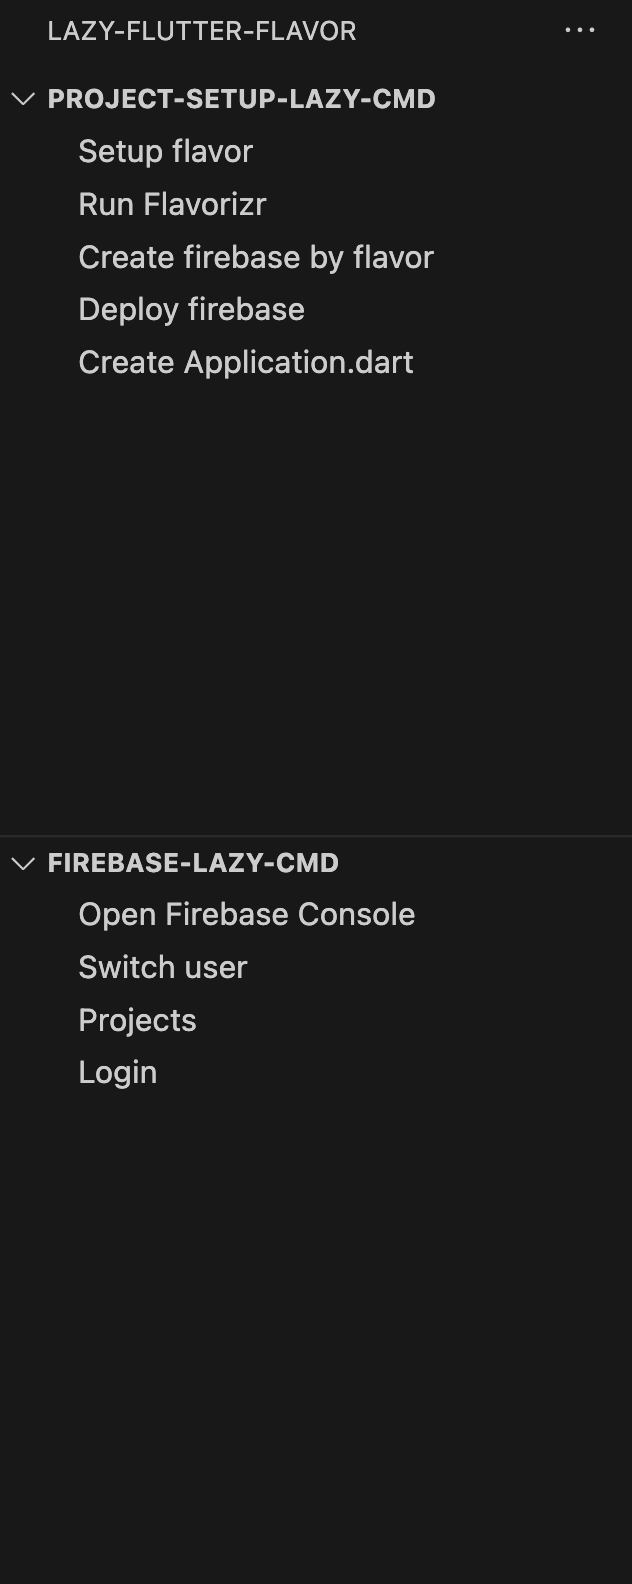 LAZY-FLUTTER-FLAVOR
PROJECT-SETUP-LAZY-CMD
Setup flavor
Run Flavorizr
Create firebase by flavor
Deploy firebase
Create Application.dart
FIREBASE-LAZY-CMD
Open Firebase Console
Switch user
Projects
Login